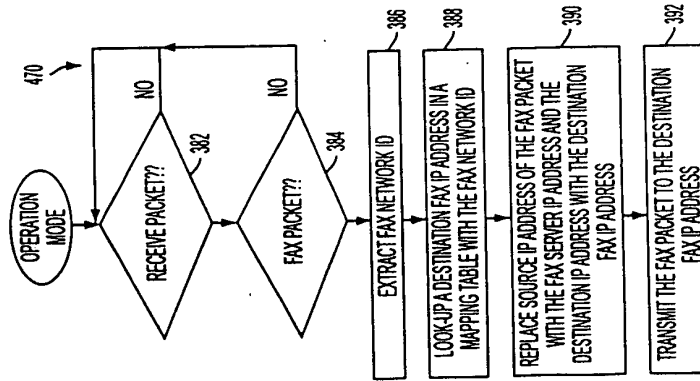 470
OPERATION
MODE
RECEIVE PACKET??
NO
382
FAX PACKET??
NO
384
EXTRACT FAX NETWORK ID
386
LOOK-UP A DESTINATION FAX IP ADDRESS IN A
MAPPING TABLE WITH THE FAX NETWORK ID
388
REPLACE SOURCE IP ADDRESS OF THE FAX PACKET
WITH THE FAX SERVER IP ADDRESS AND THE
DESTINATION IP ADDRESS WITH THE DESTINATION
FAX IP ADDRESS
390
TRANSMIT THE FAX PACKET TO THE DESTINATION
FAX IP ADDRESS
392